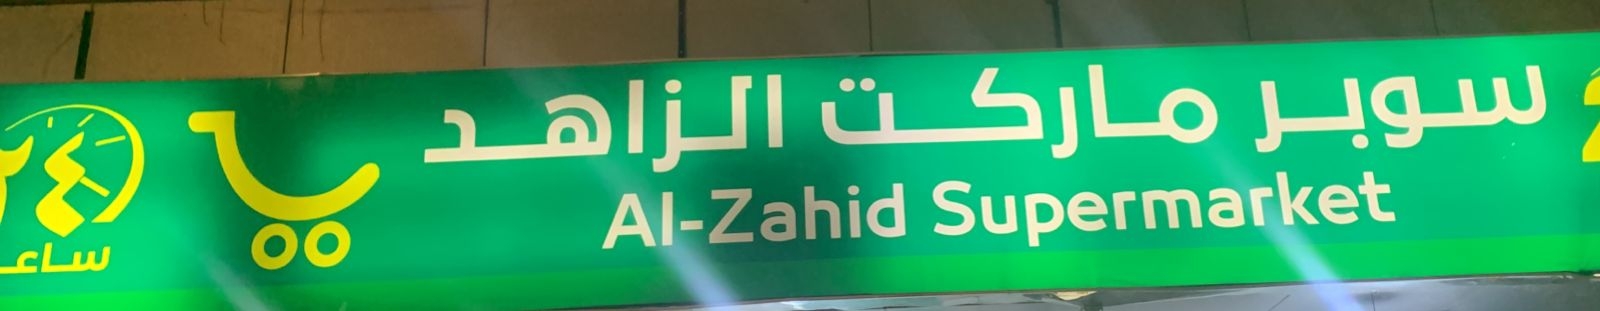 سوبر ماركت الزاهد
Al-Zahid Supermarket
٢٤